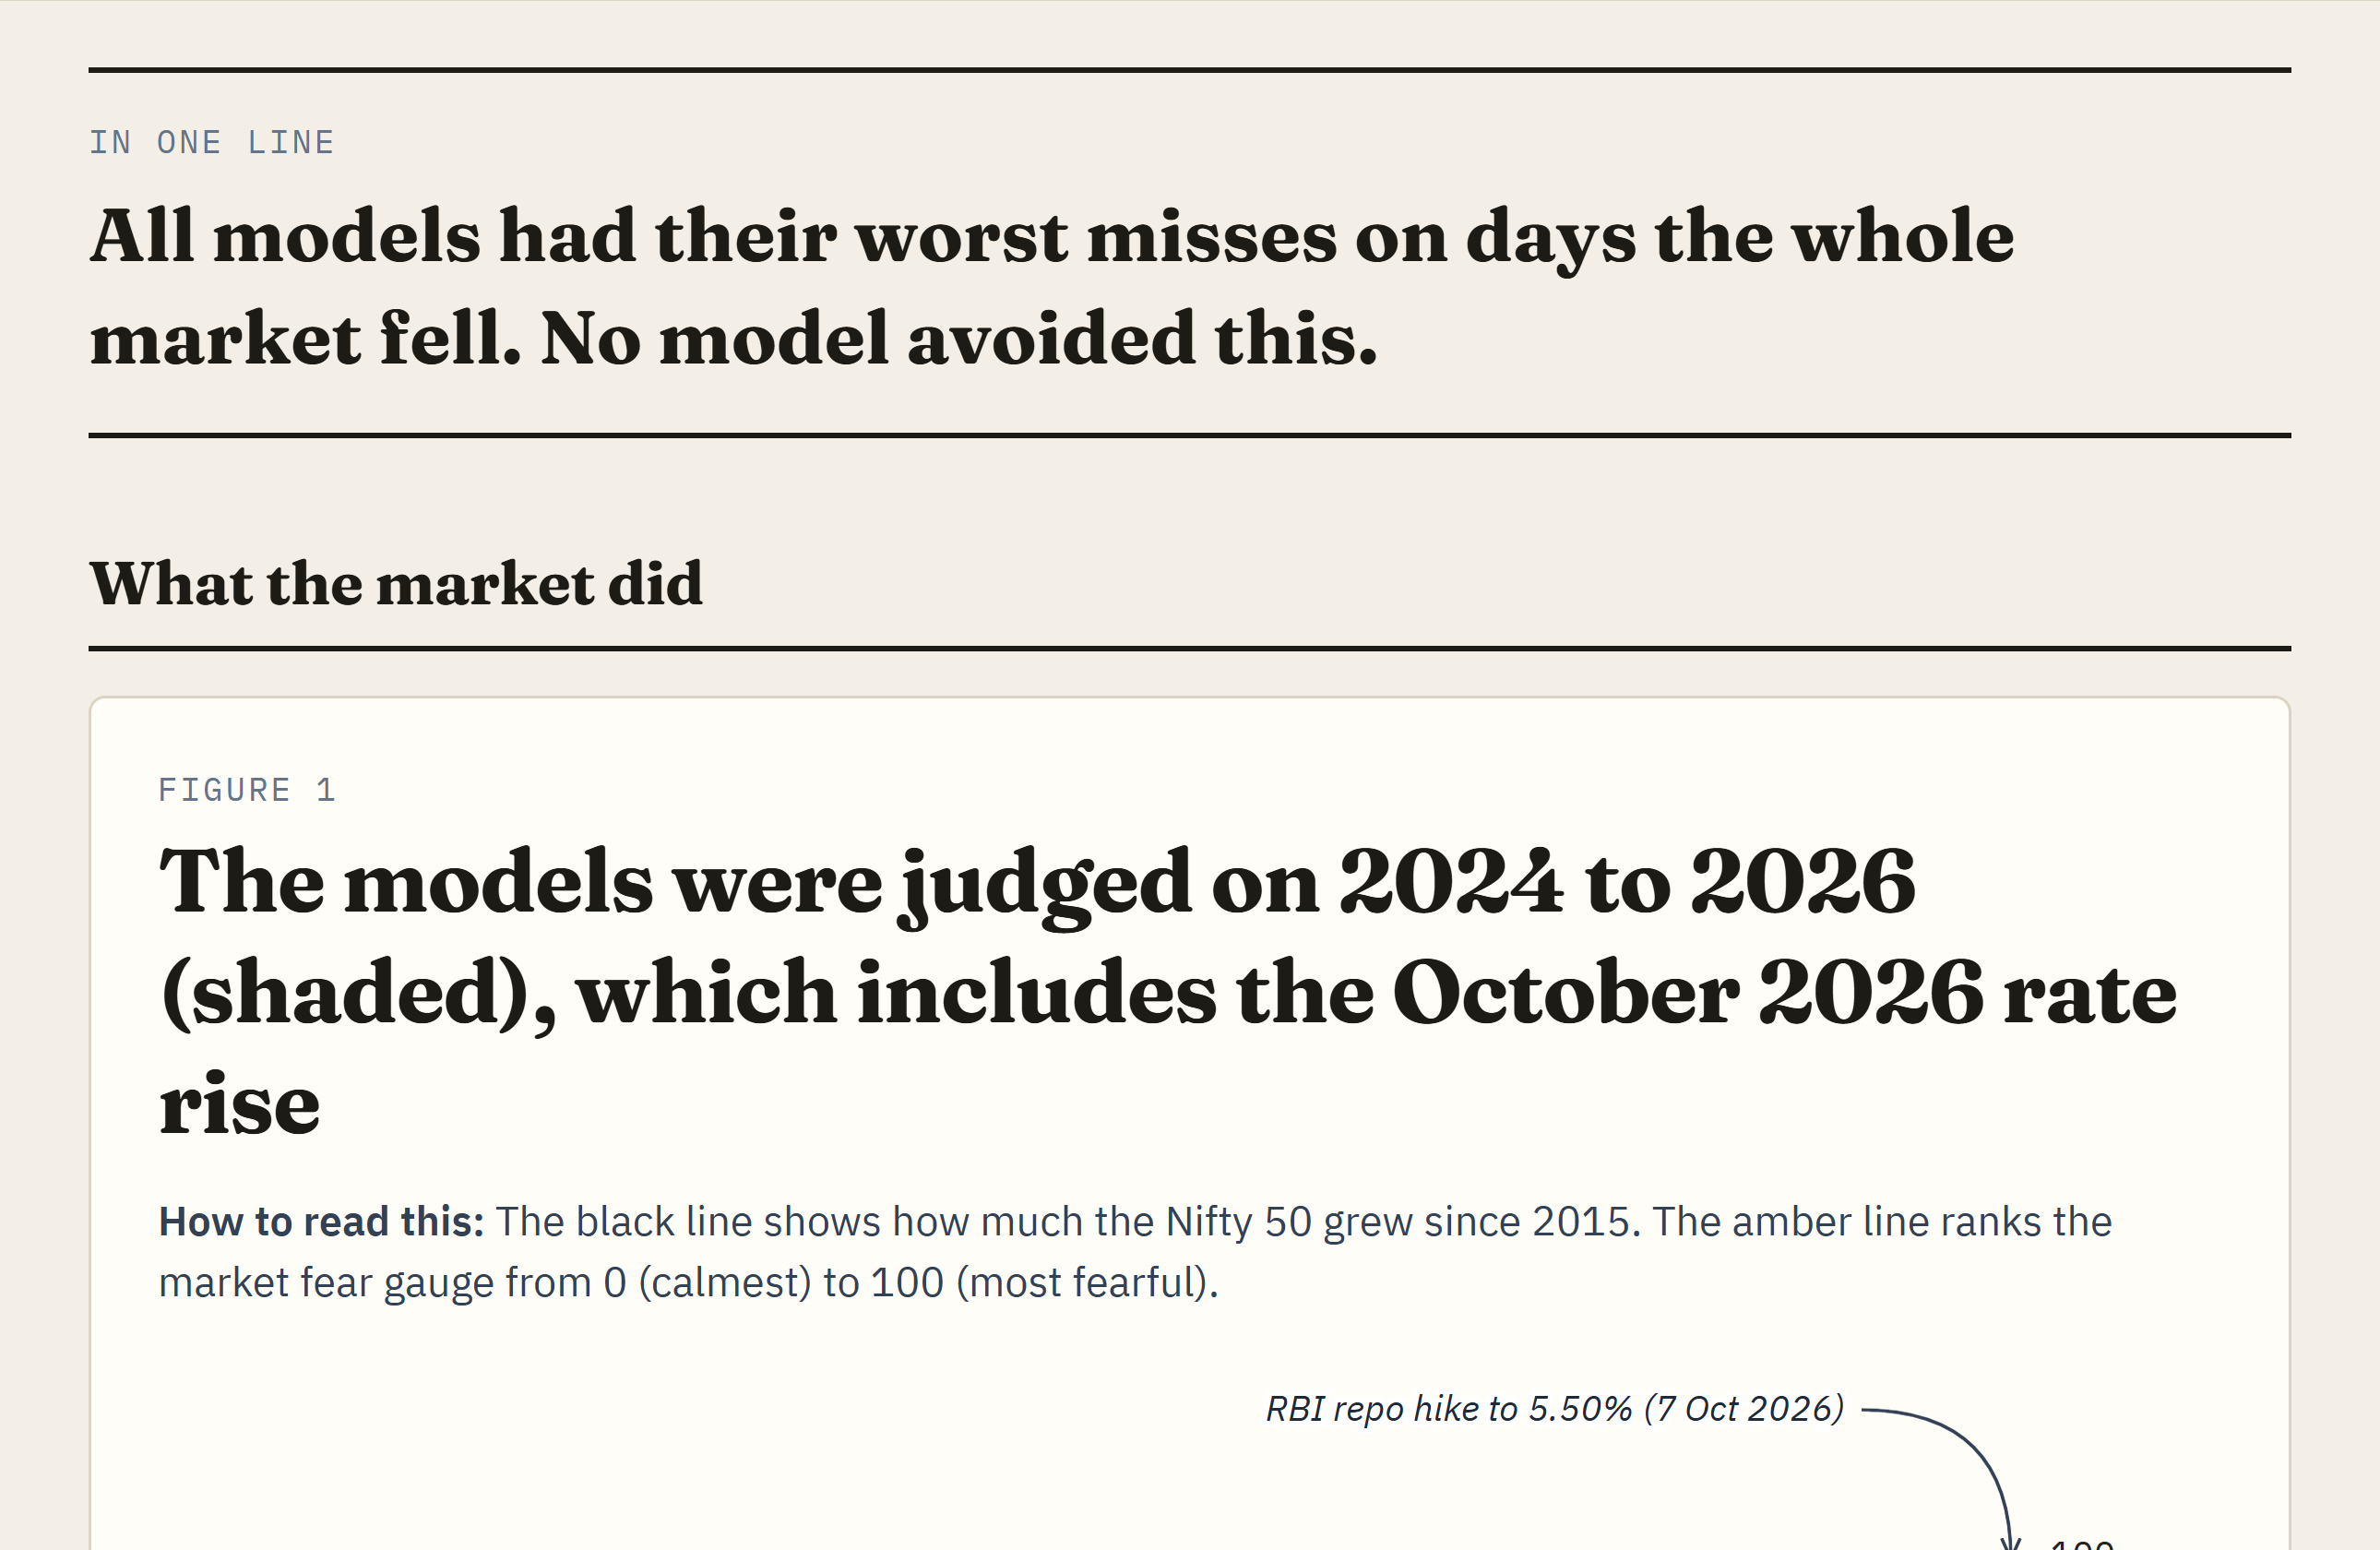 IN ONE LINE
All models had their worst misses on days the whole
market fell. No model avoided this.
What the market did
FIGURE 1
The models were judged on 2024 to 2026
(shaded), which includes the October 2026 rate
rise
How to read this: The black line shows how much the Nifty 50 grew since 2015. The amber line ranks the
market fear gauge from 0 (calmest) to 100 (most fearful).
RBI repo hike to 5.50% (7 Oct 2026)
100